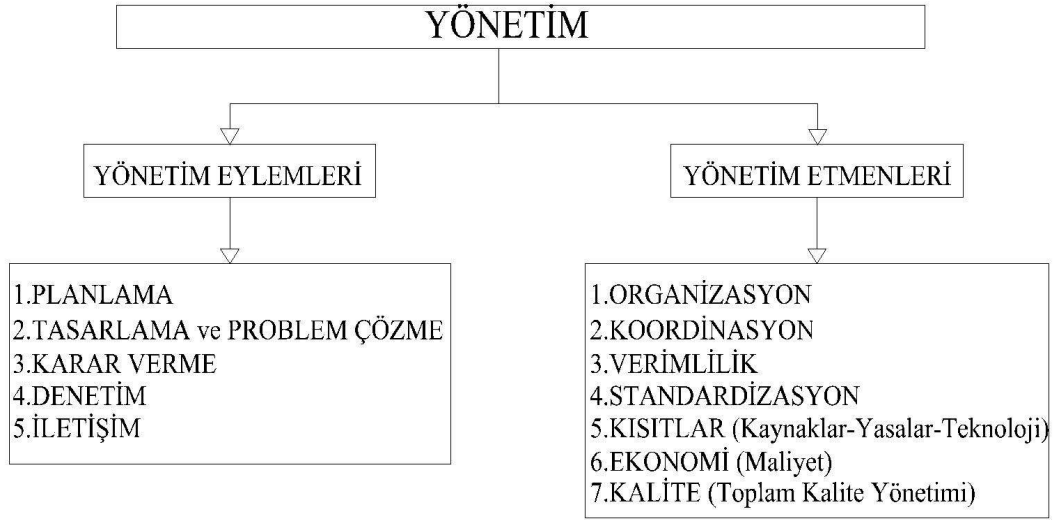 YÖNETİM
YÖNETİM EYLEMLERİ
1.PLANLAMA
2.TASARLAMA ve PROBLEM ÇÖZME
3.KARAR VERME
4.DENETİM
5.İLETİŞİM
YÖNETİM ETMENLERİ
1.ORGANİZASYON
2.KOORDİNASYON
3.VERİMLİLİK
4.STANDARDİZASYON
5.KISITLAR (Kaynaklar-Yasalar-Teknoloji)
6.EKONOMİ (Maliyet)
7.KALİTE (Toplam Kalite Yönetimi)